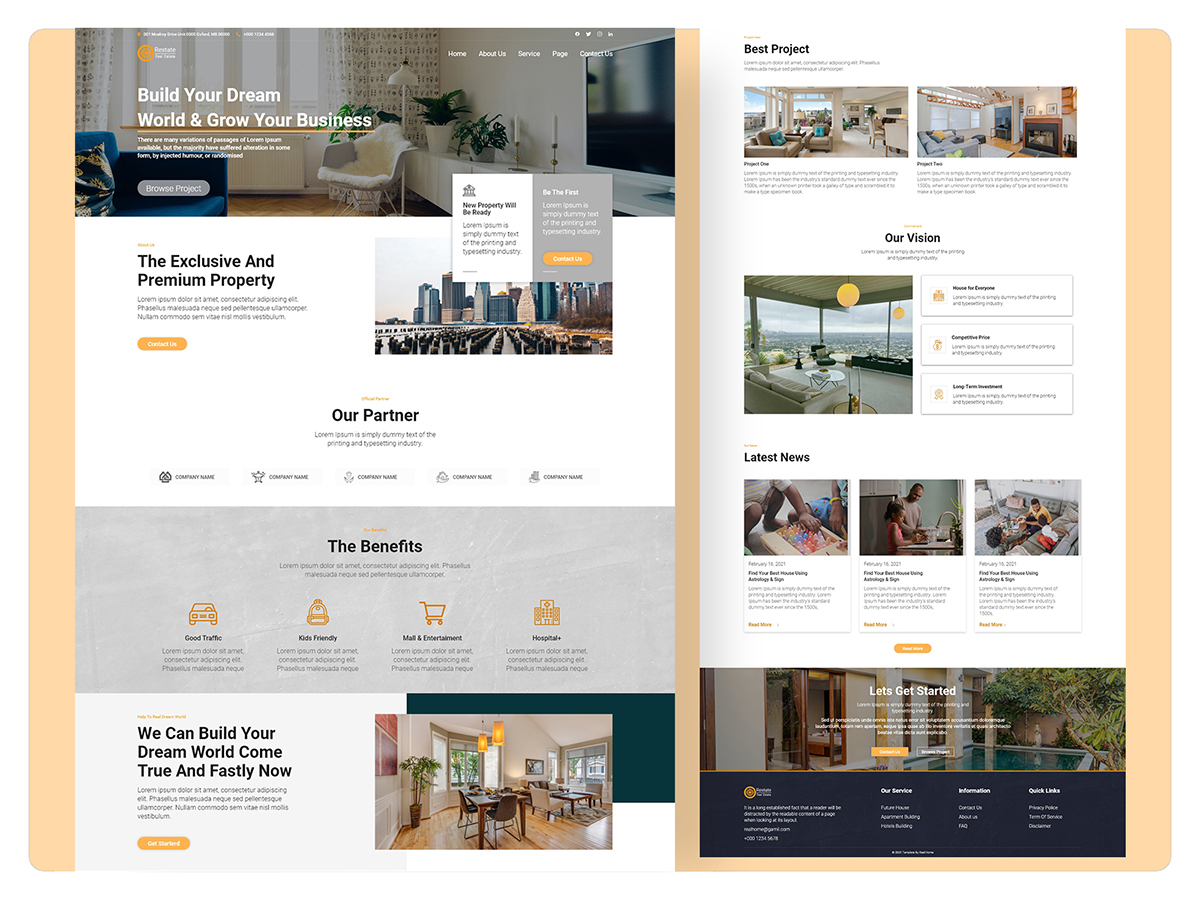 001 Moakey Drive Unit 0000 Oxford, MS 00000
+000 1234 4568
Restate
Real Estate
Home
About Us
Service
Page
Contact Us
Build Your Dream
World & Grow Your Business
There are many variations of passages of Lorem Ipsum
available, but the majority have suffered alteration in some
form, by injected humour, or randomised
Browse Project
New Property Will
Be Ready
Lorem Ipsum is
simply dummy text
of the printing and
typesetting industry.
Be The First
Lorem Ipsum is
simply dummy text
of the printing and
typesetting industry
Contact Us
About Us
The Exclusive And
Premium Property
Lorem ipsum dolor sit amet, consectetur adipiscing elit.
Phasellus malesuada neque sed pellentesque ullamcorper.
Nullam commodo sem vitae nisl mollis vestibulum.
Contact Us
Official Partner
Our Partner
Lorem Ipsum is simply dummy text of the
printing and typesetting industry.
COMPANY NAME
COMPANY NAME
COMPANY NAME
COMPANY NAME
COMPANY NAME
Our Benefits
The Benefits
Lorem ipsum dolor sit amet, consectetur adipiscing elit. Phasellus
malesuada neque sed pellentesque ullamcorper.
Good Traffic
Lorem ipsum dolor sit amet,
consectetur adipiscing elit.
Phasellus malesuada neque
Kids Friendly
Lorem ipsum dolor sit amet,
consectetur adipiscing elit.
Phasellus malesuada neque
Mall & Entertaiment
Lorem ipsum dolor sit amet,
consectetur adipiscing elit.
Phasellus malesuada neque
Hospital+
Lorem ipsum dolor sit amet,
consectetur adipiscing elit.
Phasellus malesuada neque
Help To Real Dream World
We Can Build Your
Dream World Come
True And Fastly Now
Lorem ipsum dolor sit amet, consectetur adipiscing
elit. Phasellus malesuada neque sed pellentesque
ullamcorper. Nullam commodo sem vitae nisl mollis
vestibulum.
Get Starterd
Best Project
Lorem ipsum dolor sit amet, consectetur adipiscing elit. Phasellus
malesuada neque sed pellentesque ullamcorper.
Project One
Lorem Ipsum is simply dummy text of the printing and typesetting industry.
Lorem Ipsum has been the industry's standard dummy text ever since the
1500s, when an unknown printer took a galley of type and scrambled it to
make a type specimen book.
Project Two
Lorem Ipsum is simply dummy text of the printing and typesetting industry.
Lorem Ipsum has been the industry's standard dummy text ever since the
1500s, when an unknown printer took a galley of type and scrambled it to
make a type specimen book.
Our Vision
Lorem Ipsum is simply dummy text of the printing
and typesetting industry.
House for Everyone
Lorem Ipsum is simply dummy text of the printing
and typesetting industry.
Competitive Price
Lorem Ipsum is simply dummy text of the printing
and typesetting industry.
Long-Term Investment
Lorem Ipsum is simply dummy text of the printing
and typesetting industry.
Latest News
February 16, 2021
Find Your Best House Using
Astrology & Sign
Lorem Ipsum is simply dummy text of the
printing and typesetting industry. Lorem
Ipsum has been the industry's standard
dummy text ever since the 1500s,
Read More
February 16, 2021
Find Your Best House Using
Astrology & Sign
Lorem Ipsum is simply dummy text of the
printing and typesetting industry. Lorem
Ipsum has been the industry's standard
dummy text ever since the 1500s,
Read More
February 16, 2021
Find Your Best House Using
Astrology & Sign
Lorem Ipsum is simply dummy text
of the printing and typesetting
industry. Lorem Ipsum has been the
industry's standard dummy text
ever since the 1500s,
Read More
Read More
Lets Get Started
Lorem Ipsum is simply dummy text of the printing and
typesetting industry
Sed ut perspiciatis unde omnis iste natus error sit voluptatem accusantium doloremque
laudantium, totam rem aperiam, eaque ipsa quae ab illo inventore veritatis et quasi architecto
beatae vitae dicta sunt explicabo.
Contact Us
Browse Project
Restate
Real Estate
It is a long established fact that a reader will be
distracted by the readable content of a page
when looking at its layout.
realhome@gamil.com
+000 1234 5678
Our Service
Future House
Apartment Building
Hotels Building
Information
Contact Us
About us
FAQ
Quick Links
Privacy Police
Term Of Service
Disclaimer